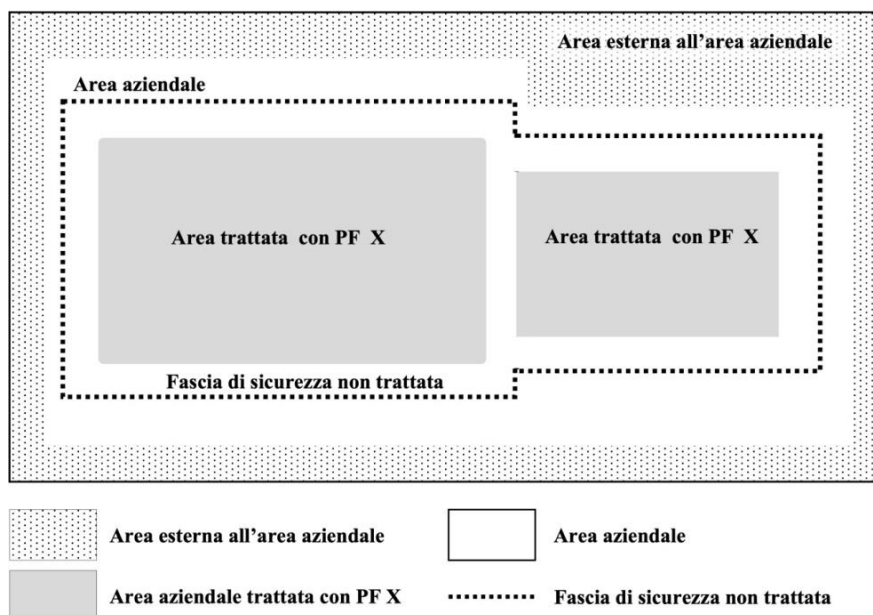 Area esterna all’area aziendale
Area aziendale
Area trattata con PF X
Area trattata con PF X
Fascia di sicurezza non trattata
Area esterna all’area aziendale
Area aziendale
Area aziendale trattata con PF X
Fascia di sicurezza non trattata